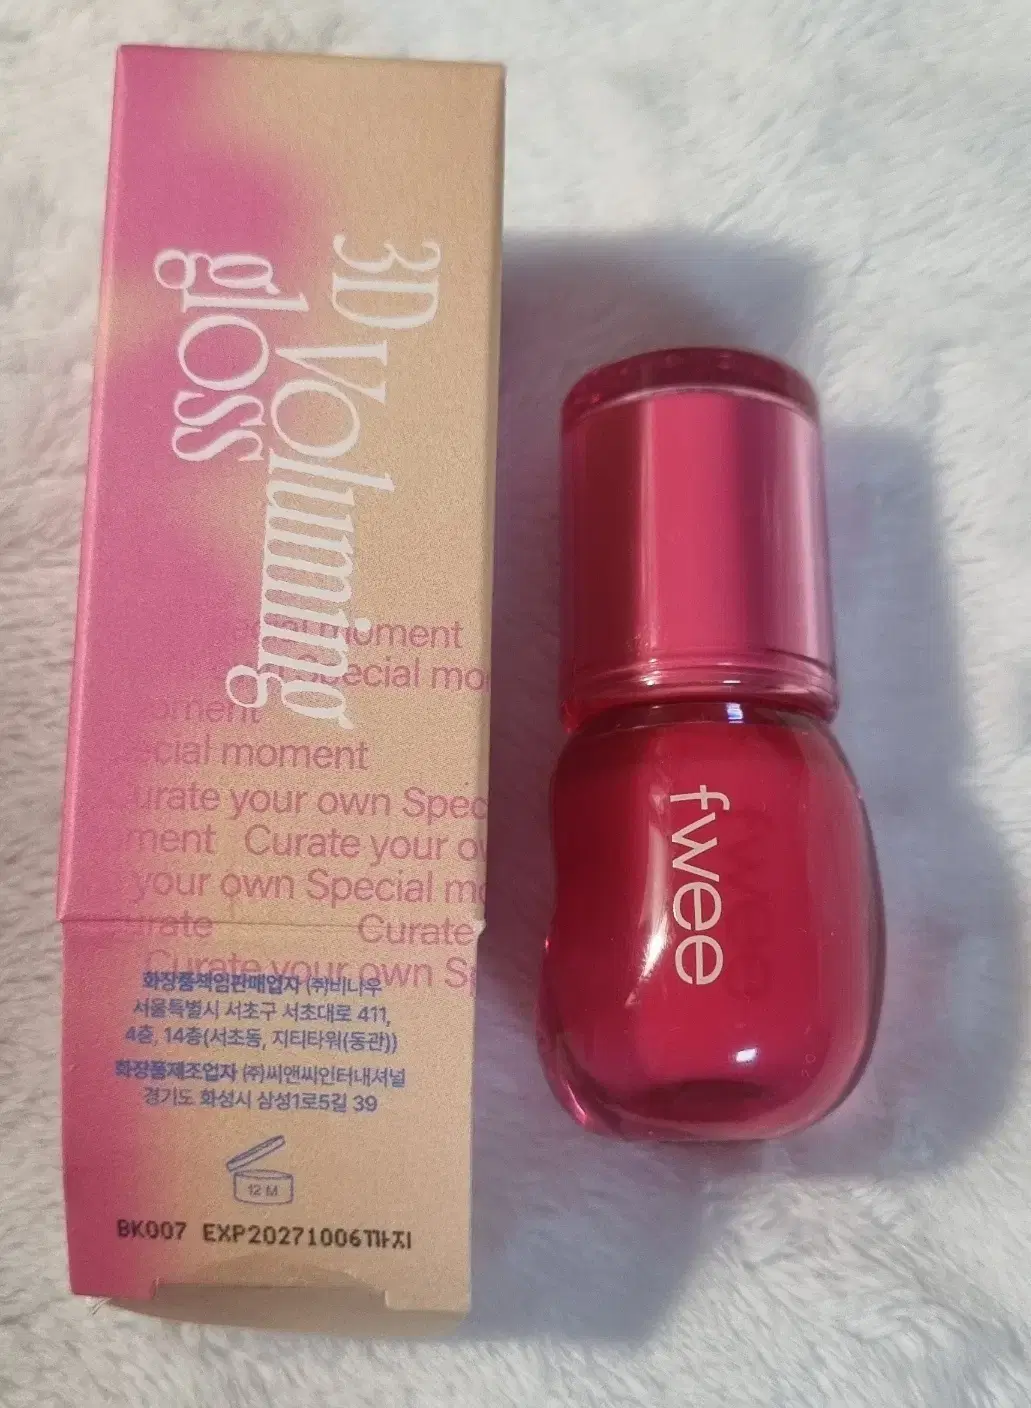 3D Voluming
gloss
moment
Special mo
moment
ecial moment
urate your own Spec
ment Curate your ow
your own Special mo
urate Curate
Curate your own Sp
화장품책임판매업자 (주)비나우
서울특별시 서초구 서초대로 411,
4층, 14층(서초동, 지티타워(동관))
화장품제조업자 (주)씨앤씨인터내셔널
경기도 화성시 삼성1로5길 39
12 M
BK007 EXP20271006까지
fwee